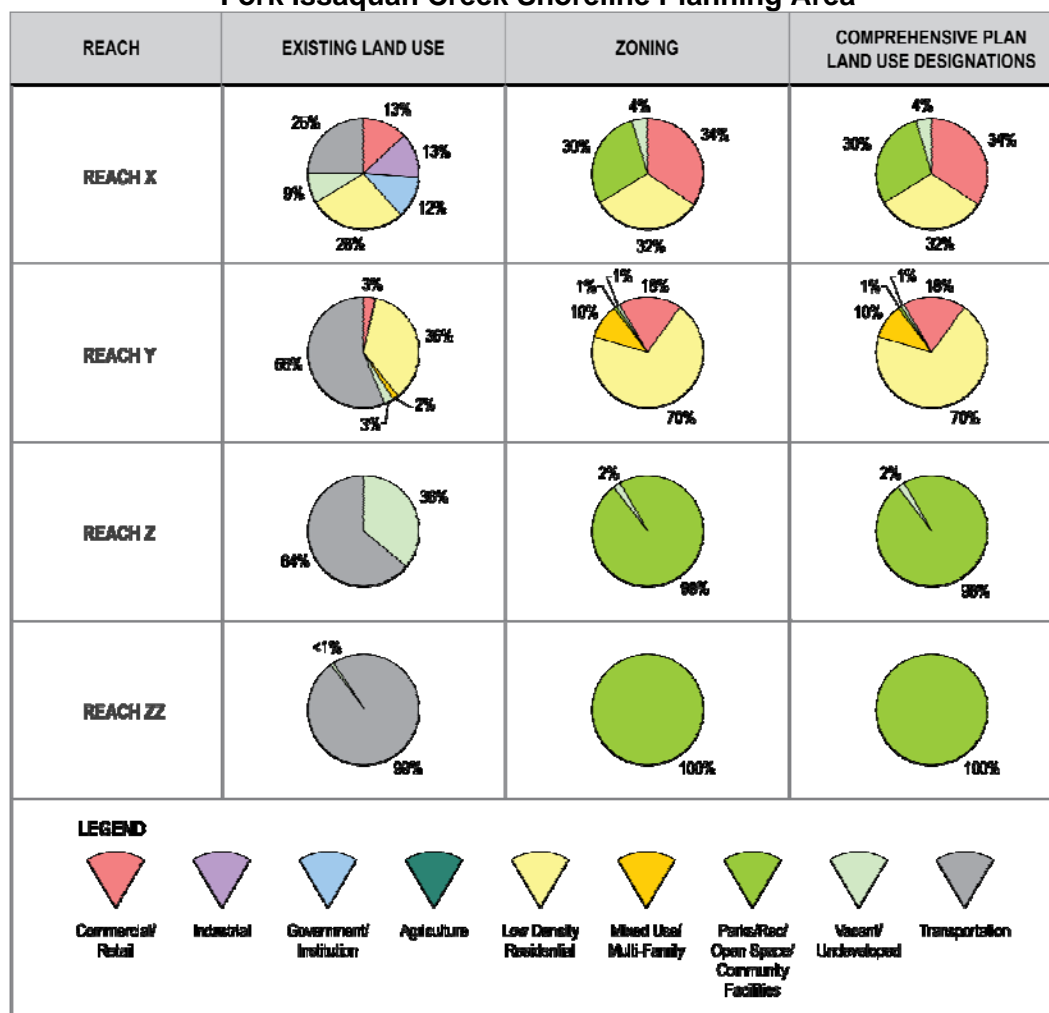 Fork Issaquah Creek Shoreline Planning Area
REACH
EXISTING LAND USE
ZONING
COMPREHENSIVE PLAN
LAND USE DESIGNATIONS
REACH X
25%
13%
13%
12%
28%
9%
4%
34%
30%
32%
4%
34%
30%
32%
REACH Y
3%
36%
56%
2%
3%
1%
1%
18%
10%
70%
1%
1%
18%
10%
70%
REACH Z
36%
64%
2%
98%
2%
98%
REACH ZZ
<1%
99%
100%
100%
LEGEND
Commercial/
Retail
Industrial
Government/
Institution
Agriculture
Low Density
Residential
Mixed Use/
Multi-Family
Parks/Rec/
Open Space/
Community
Facilities
Vacant/
Undeveloped
Transportation